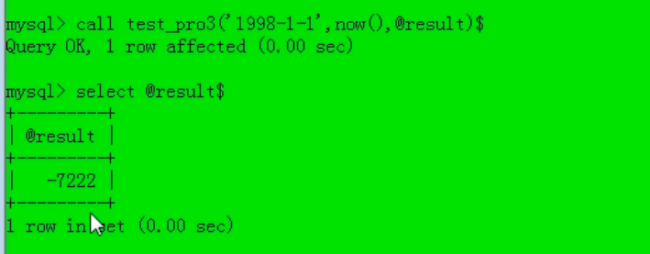 mysql> call test_pro3('1998-1-1',now(),@result)$
Query OK, 1 row affected (0.00 sec)
mysql> select @result$
+---------+
| @result |
+---------+
|   -7222 |
+---------+
1 row in (0.00 sec)